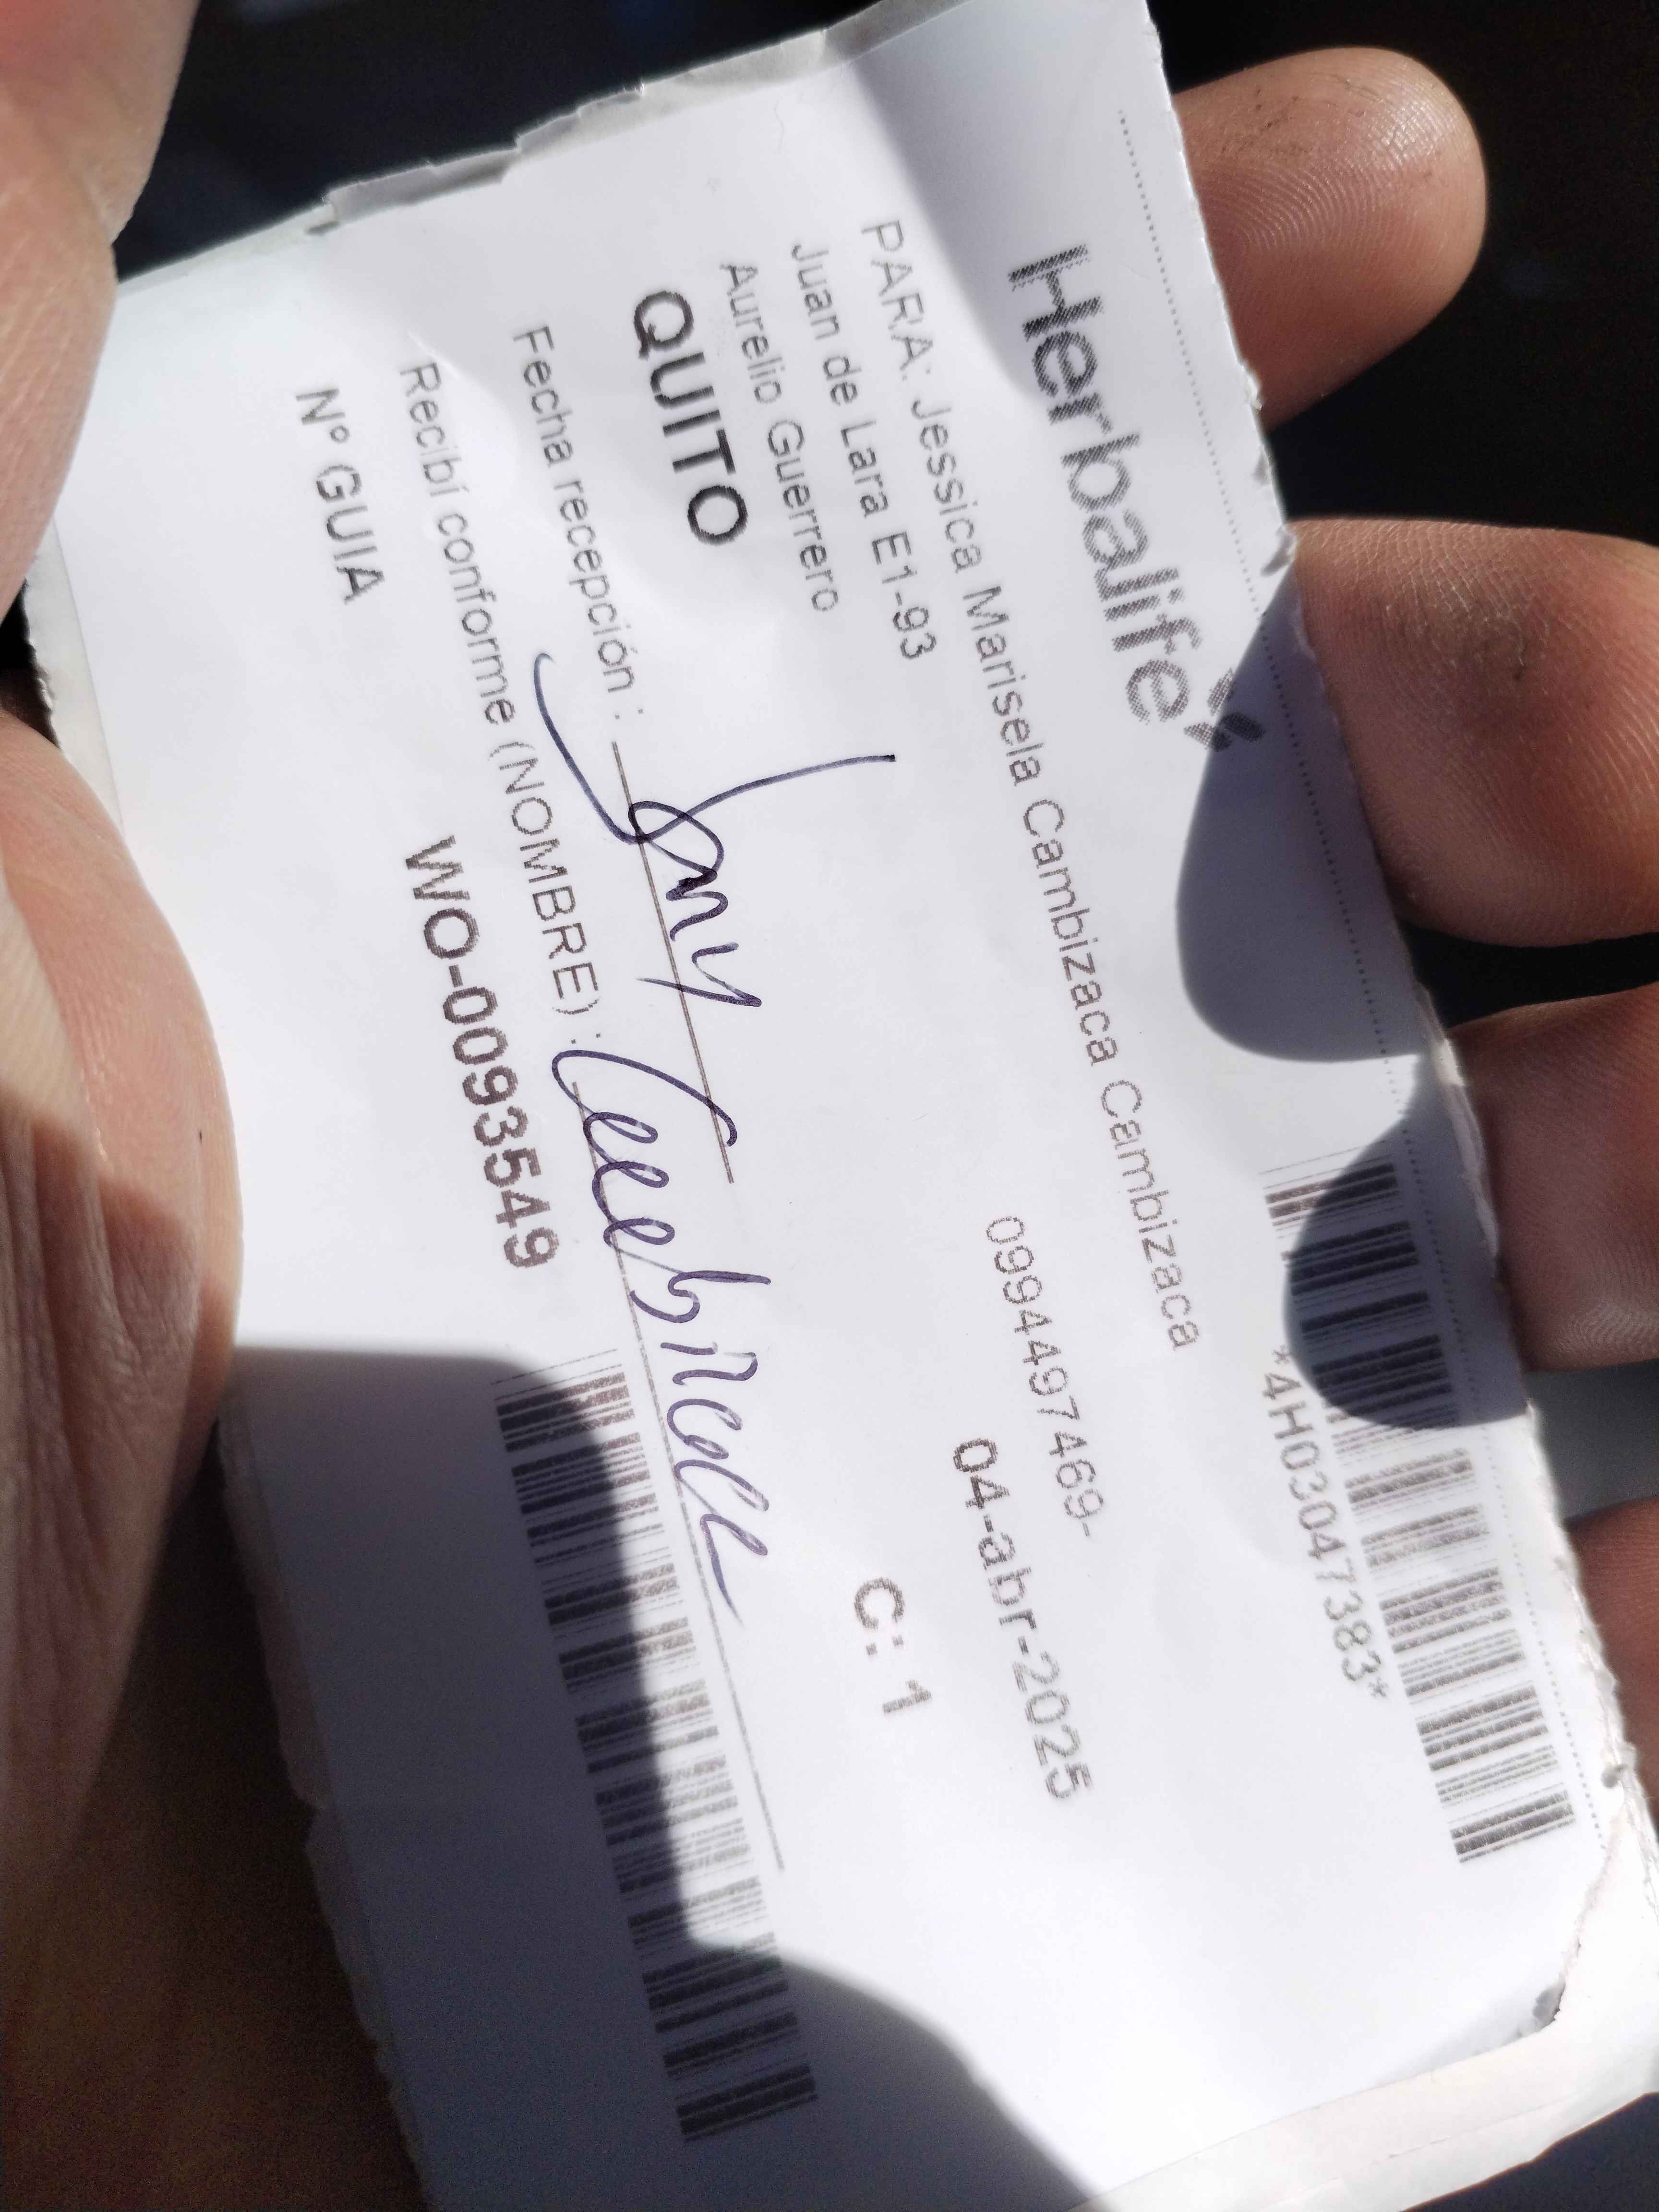 Herbalife
*4H03047383*
PARA: Jessica Marisela Cambizaca Cambizaca
Juan de Lara E1-93
0994497469-
Aurelio Guerrero
04-abr-2025
QUITO
C: 1
Fecha recepción :
Recibí conforme (NOMBRE) :
Nº GUIA
WO-0093549